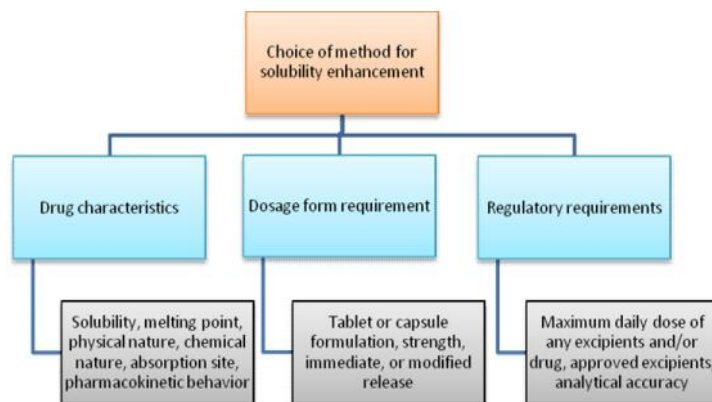 Choice of method for
solubility enhancement
Drug characteristics
Dosage form requirement
Regulatory requirements
Solubility, melting point,
physical nature, chemical
nature, absorption site,
pharmacokinetic behavior
Tablet or capsule
formulation, strength,
immediate, or modified
release
Maximum daily dose of
any excipients and/or
drug, approved excipients,
analytical accuracy